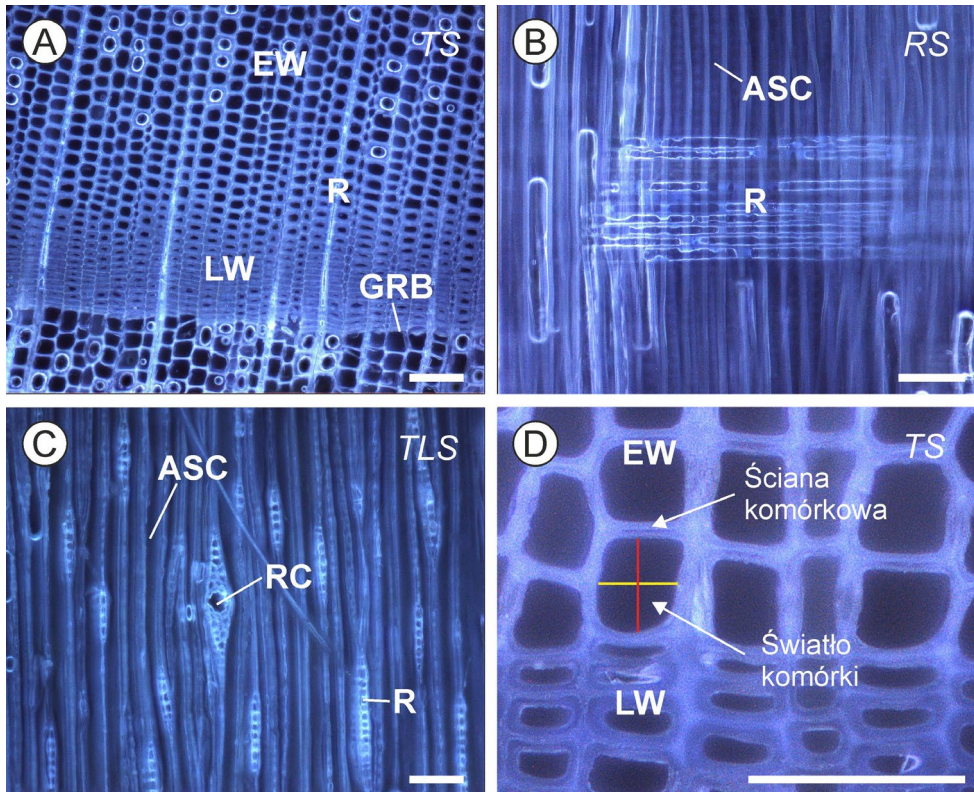 A
TS
EW
R
LW
GRB
B
RS
ASC
R
C
TLS
ASC
RC
R
D
TS
EW
Ściana
komórkowa
Światło
komórki
LW